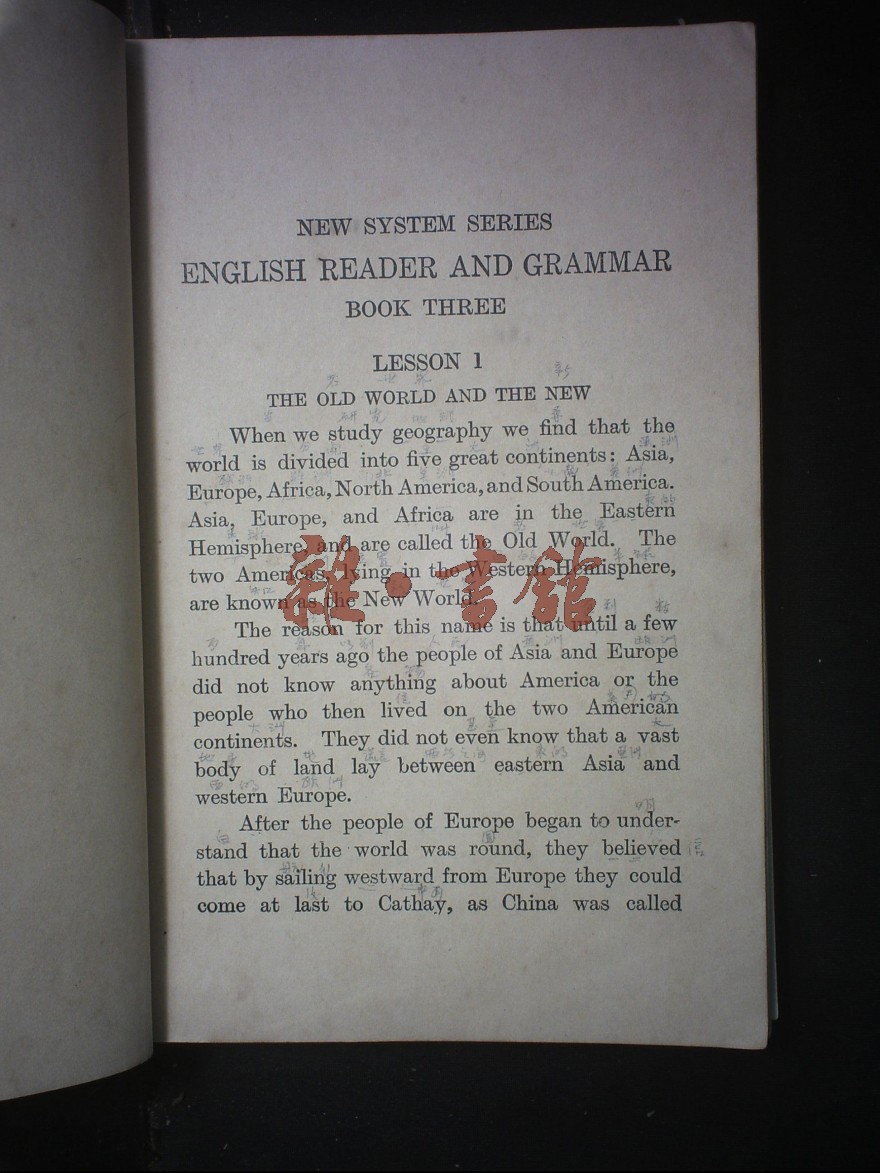 NEW SYSTEM SERIES
ENGLISH READER AND GRAMMAR
BOOK THREE
LESSON 1
THE OLD WORLD AND THE NEW
When we study geography we find that the
world is divided into five great continents: Asia,
Europe, Africa, North America, and South America.
Asia, Europe, and Africa are in the Eastern
Hemisphere, and are called the Old World. The
two Americas, lying in the Western Hemisphere,
are known as the New World.
雜·書館
The reason for this name is that until a few
hundred years ago the people of Asia and Europe
did not know anything about America or the
people who then lived on the two American
continents. They did not even know that a vast
body of land lay between eastern Asia and
western Europe.
After the people of Europe began to under-
stand that the world was round, they believed
that by sailing westward from Europe they could
come at last to Cathay, as China was called